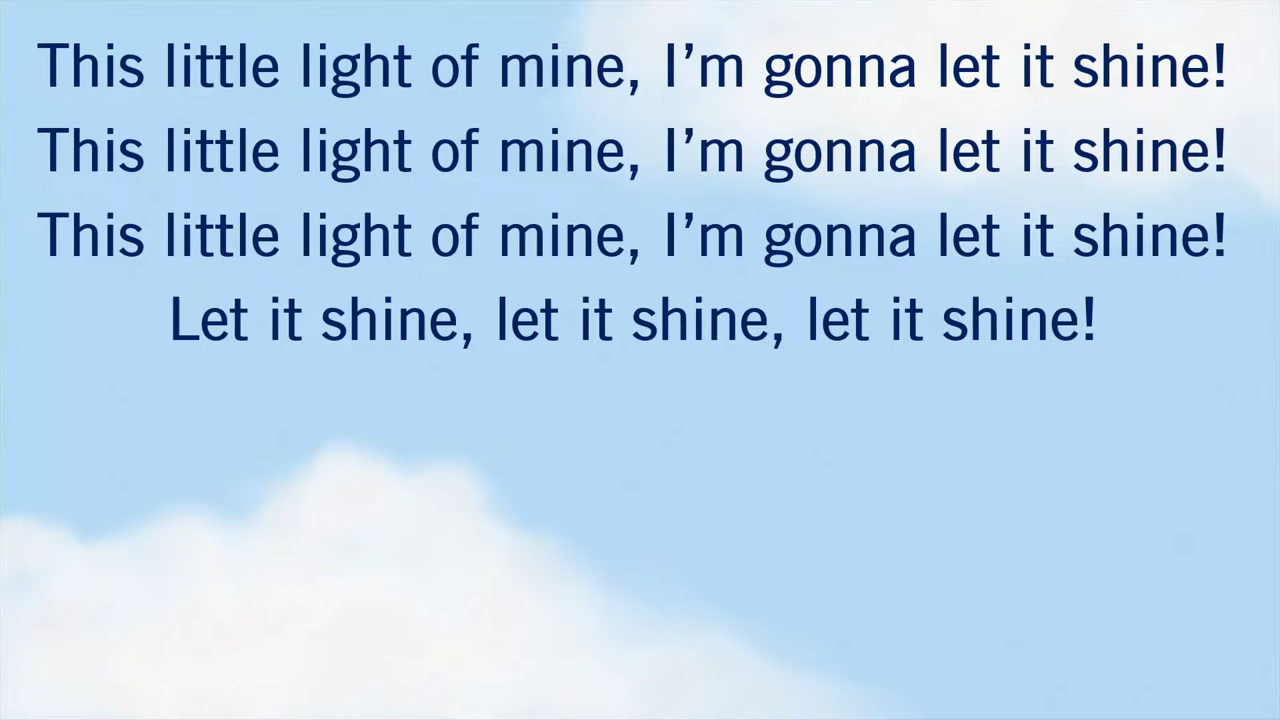 This little light of mine, I’m gonna let it shine!
This little light of mine, I’m gonna let it shine!
This little light of mine, I’m gonna let it shine!
Let it shine, let it shine, let it shine!